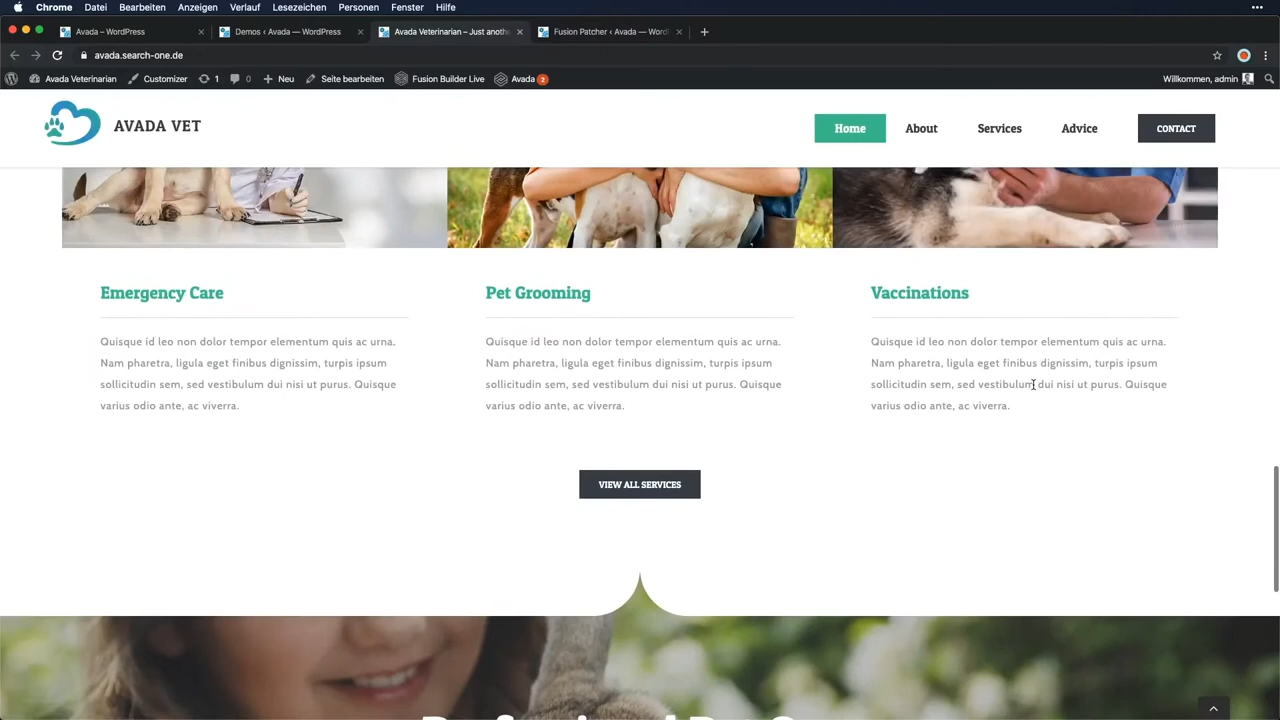 Chrome Datei Bearbeiten Anzeigen Verlauf Lesezeichen Personen Fenster Hilfe
Avada – WordPress Demos ‹ Avada — WordPress Avada Veterinarian – Just anoth Fusion Patcher ‹ Avada — Word
avada.search-one.de
Avada Veterinarian Customizer 1 0 Neu Seite bearbeiten Fusion Builder Live Avada 2 Willkommen, admin
AVADA VET Home About Services Advice CONTACT
Emergency Care
Quisque id leo non dolor tempor elementum quis ac urna.
Nam pharetra, ligula eget finibus dignissim, turpis ipsum
sollicitudin sem, sed vestibulum dui nisi ut purus. Quisque
varius odio ante, ac viverra.
Pet Grooming
Quisque id leo non dolor tempor elementum quis ac urna.
Nam pharetra, ligula eget finibus dignissim, turpis ipsum
sollicitudin sem, sed vestibulum dui nisi ut purus. Quisque
varius odio ante, ac viverra.
Vaccinations
Quisque id leo non dolor tempor elementum quis ac urna.
Nam pharetra, ligula eget finibus dignissim, turpis ipsum
sollicitudin sem, sed vestibulum dui nisi ut purus. Quisque
varius odio ante, ac viverra.
VIEW ALL SERVICES